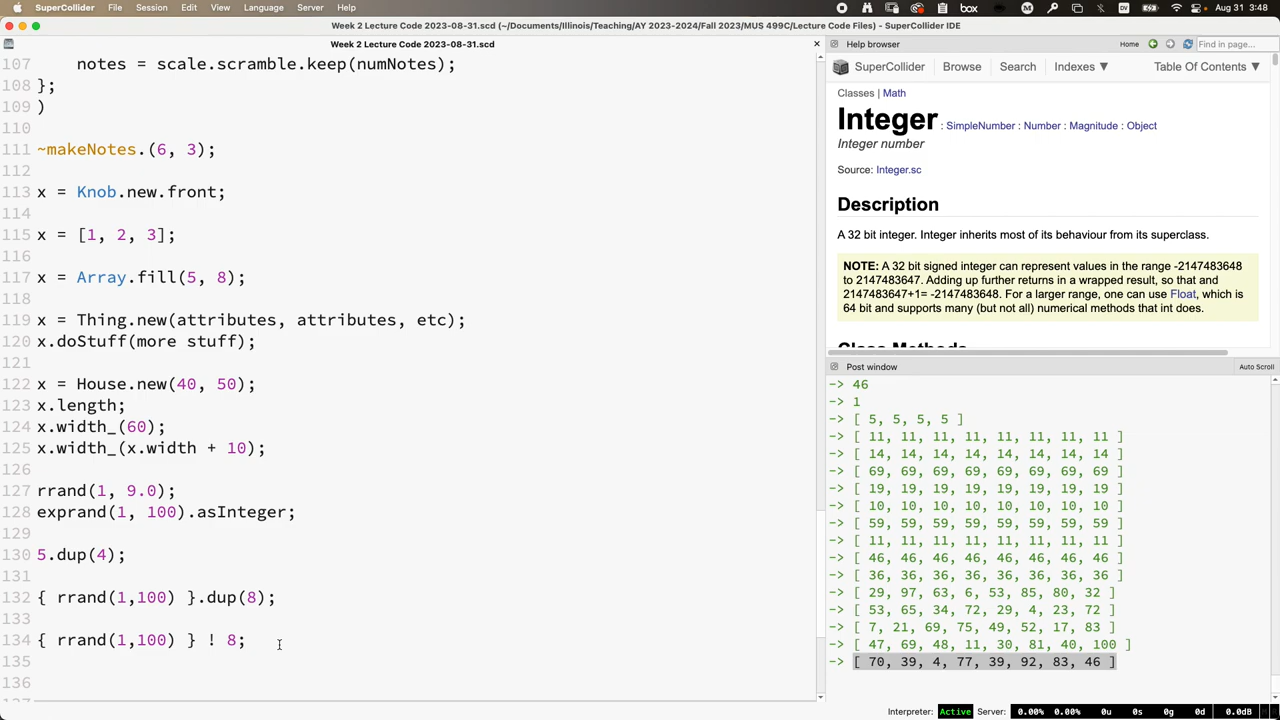 SuperCollider File Session Edit View Language Help box Aug 31 3:48
Week 2 Lecture Code 2023-08-31.scd (~/Documents/Illinois/Teaching/AY 2023-2024/Fall 2023/MUS 499C/Lecture Code Files) - SuperCollider IDE
Week 2 Lecture Code 2023-08-31.scd
107 notes = scale.scramble.keep(numNotes);
108 };
109 )
110
111 ~makeNotes.(6, 3);
112
113 x = Knob.new.front;
114
115 x = [1, 2, 3];
116
117 x = Array.fill(5, 8);
118
119 x = Thing.new(attributes, attributes, etc);
120 x.doStuff(more stuff);
121
122 x = House.new(40, 50);
123 x.length;
124 x.width_(60);
125 x.width_(x.width + 10);
126
127 rrand(1, 9.0);
128 exprand(1, 100).asInteger;
129
130 5.dup(4);
131
132 { rrand(1,100) }.dup(8);
133
134 { rrand(1,100) } ! 8;
135
136
Help browser Home Find in page...
SuperCollider Browse Search Indexes ▼ Table Of Contents ▼
Classes | Math
Integer : SimpleNumber : Number : Magnitude : Object
Integer number
Source: Integer.sc
Description
A 32 bit integer. Integer inherits most of its behaviour from its superclass.
NOTE: A 32 bit signed integer can represent values in the range -2147483648
to 2147483647. Adding up further returns in a wrapped result, so that and
2147483647+1= -2147483648. For a larger range, one can use Float, which is
64 bit and supports many (but not all) numerical methods that int does.
Post window Auto Scroll
-> 46
-> 1
-> [ 5, 5, 5, 5 ]
-> [ 11, 11, 11, 11, 11, 11, 11, 11 ]
-> [ 14, 14, 14, 14, 14, 14, 14, 14 ]
-> [ 69, 69, 69, 69, 69, 69, 69, 69 ]
-> [ 19, 19, 19, 19, 19, 19, 19, 19 ]
-> [ 10, 10, 10, 10, 10, 10, 10, 10 ]
-> [ 59, 59, 59, 59, 59, 59, 59, 59 ]
-> [ 11, 11, 11, 11, 11, 11, 11, 11 ]
-> [ 46, 46, 46, 46, 46, 46, 46, 46 ]
-> [ 36, 36, 36, 36, 36, 36, 36, 36 ]
-> [ 29, 97, 63, 6, 53, 85, 80, 32 ]
-> [ 53, 65, 34, 72, 29, 4, 23, 72 ]
-> [ 7, 21, 69, 75, 49, 52, 17, 83 ]
-> [ 47, 69, 48, 11, 30, 81, 40, 100 ]
-> [ 70, 39, 4, 77, 39, 92, 83, 46 ]
Interpreter: Active Server: 0.00% 0.00% 0u 0s 0g 0d 0.0dB